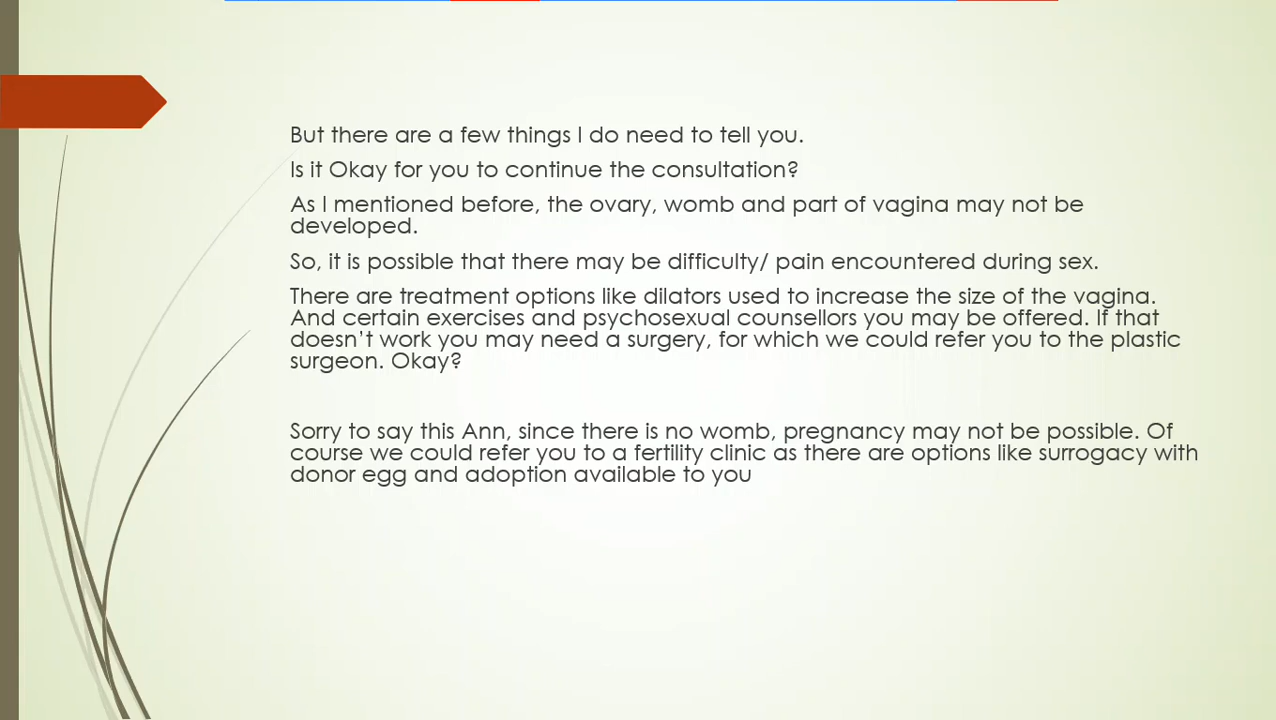 But there are a few things I do need to tell you.
Is it Okay for you to continue the consultation?
As I mentioned before, the ovary, womb and part of vagina may not be
developed.
So, it is possible that there may be difficulty/ pain encountered during sex.
There are treatment options like dilators used to increase the size of the vagina.
And certain exercises and psychosexual counsellors you may be offered. If that
doesn’t work you may need a surgery, for which we could refer you to the plastic
surgeon. Okay?
Sorry to say this Ann, since there is no womb, pregnancy may not be possible. Of
course we could refer you to a fertility clinic as there are options like surrogacy with
donor egg and adoption available to you